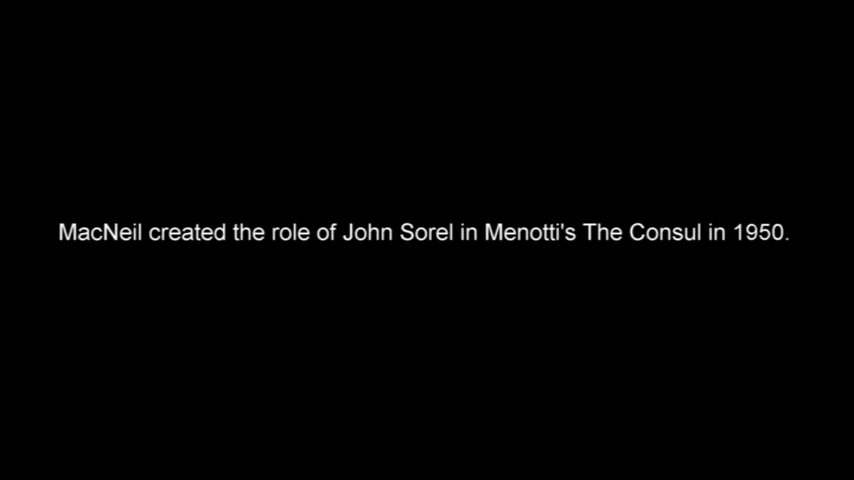 MacNeil created the role of John Sorel in Menotti's The Consul in 1950.